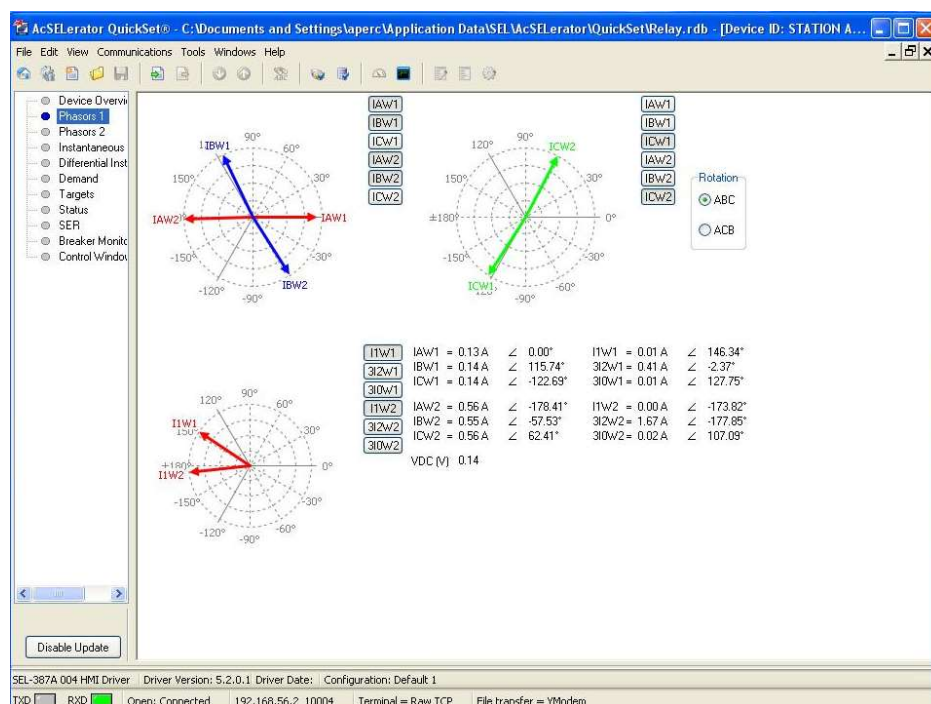 AcSELerator QuickSet® - C:\Documents and Settings\aperc\Application Data\SEL\AcSELerator\QuickSet\Relay.rdb - [Device ID: STATION A...
File Edit View Communications Tools Windows Help
Device Overvi
Phasors 1
Phasors 2
Instantaneous
Differential Inst
Demand
Targets
Status
SER
Breaker Monito
Control Window
IBW1
90°
60°
150°
30°
IAW2
IAW1
-150°
-30°
-120°
-90°
IBW2
IAW1
IBW1
ICW1
IAW2
IBW2
ICW2
120°
90°
ICW2
150°
30°
±180°
0°
-150°
-30°
ICW1
-90°
-60°
IAW1
IBW1
ICW1
IAW2
IBW2
ICW2
Rotation
ABC
ACB
120°
90°
60°
I1W1
150°
30°
±180°
0°
I1W2
-150°
-30°
-120°
-90°
-60°
I1W1
3I2W1
3I0W1
I1W2
3I2W2
3I0W2
IAW1 = 0.13 A ∠ 0.00° I1W1 = 0.01 A ∠ 146.34°
IBW1 = 0.14 A ∠ 115.74° 3I2W1 = 0.41 A ∠ -2.37°
ICW1 = 0.14 A ∠ -122.69° 3I0W1 = 0.01 A ∠ 127.75°
IAW2 = 0.56 A ∠ -178.41° I1W2 = 0.00 A ∠ -173.82°
IBW2 = 0.55 A ∠ -57.53° 3I2W2 = 1.67 A ∠ -177.85°
ICW2 = 0.56 A ∠ 62.41° 3I0W2 = 0.02 A ∠ 107.09°
VDC (V) 0.14
Disable Update
SEL-387A 004 HMI Driver Driver Version: 5.2.0.1 Driver Date: Configuration: Default 1
TXD RXD Open: Connected 192.168.56.2 10004 Terminal = Raw TCP File transfer = YModem